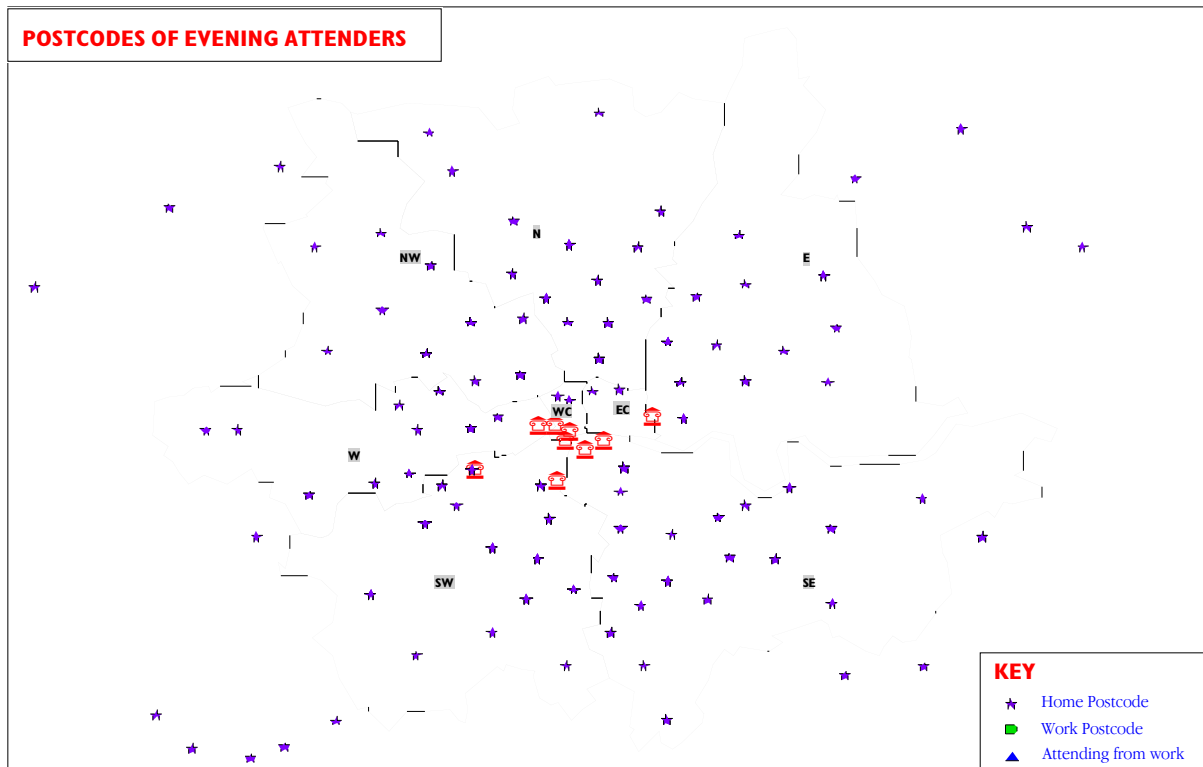 POSTCODES OF EVENING ATTENDERS
N
NW
E
WC
EC
W
SW
SE
KEY
Home Postcode
Work Postcode
Attending from work